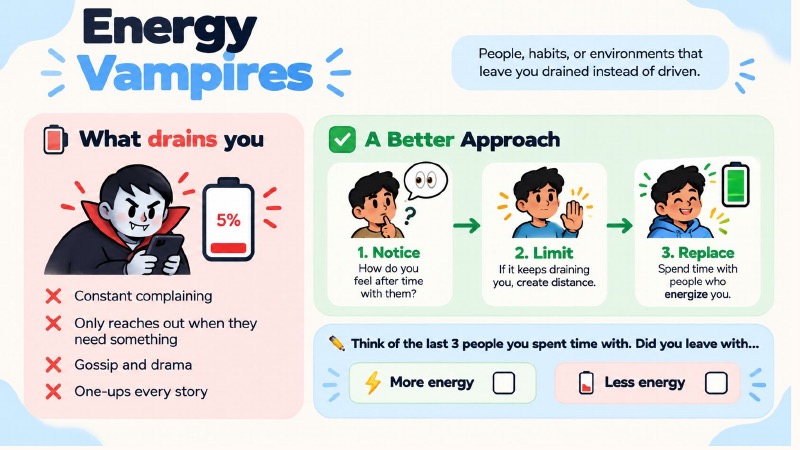 Energy
Vampires
People, habits, or environments that
leave you drained instead of driven.
What drains you
5%
Constant complaining
Only reaches out when they
need something
Gossip and drama
One-ups every story
A Better Approach
?
1. Notice
How do you
feel after time
with them?
2. Limit
If it keeps draining
you, create distance.
3. Replace
Spend time with
people who
energize you.
Think of the last 3 people you spent time with. Did you leave with...
More energy
Less energy